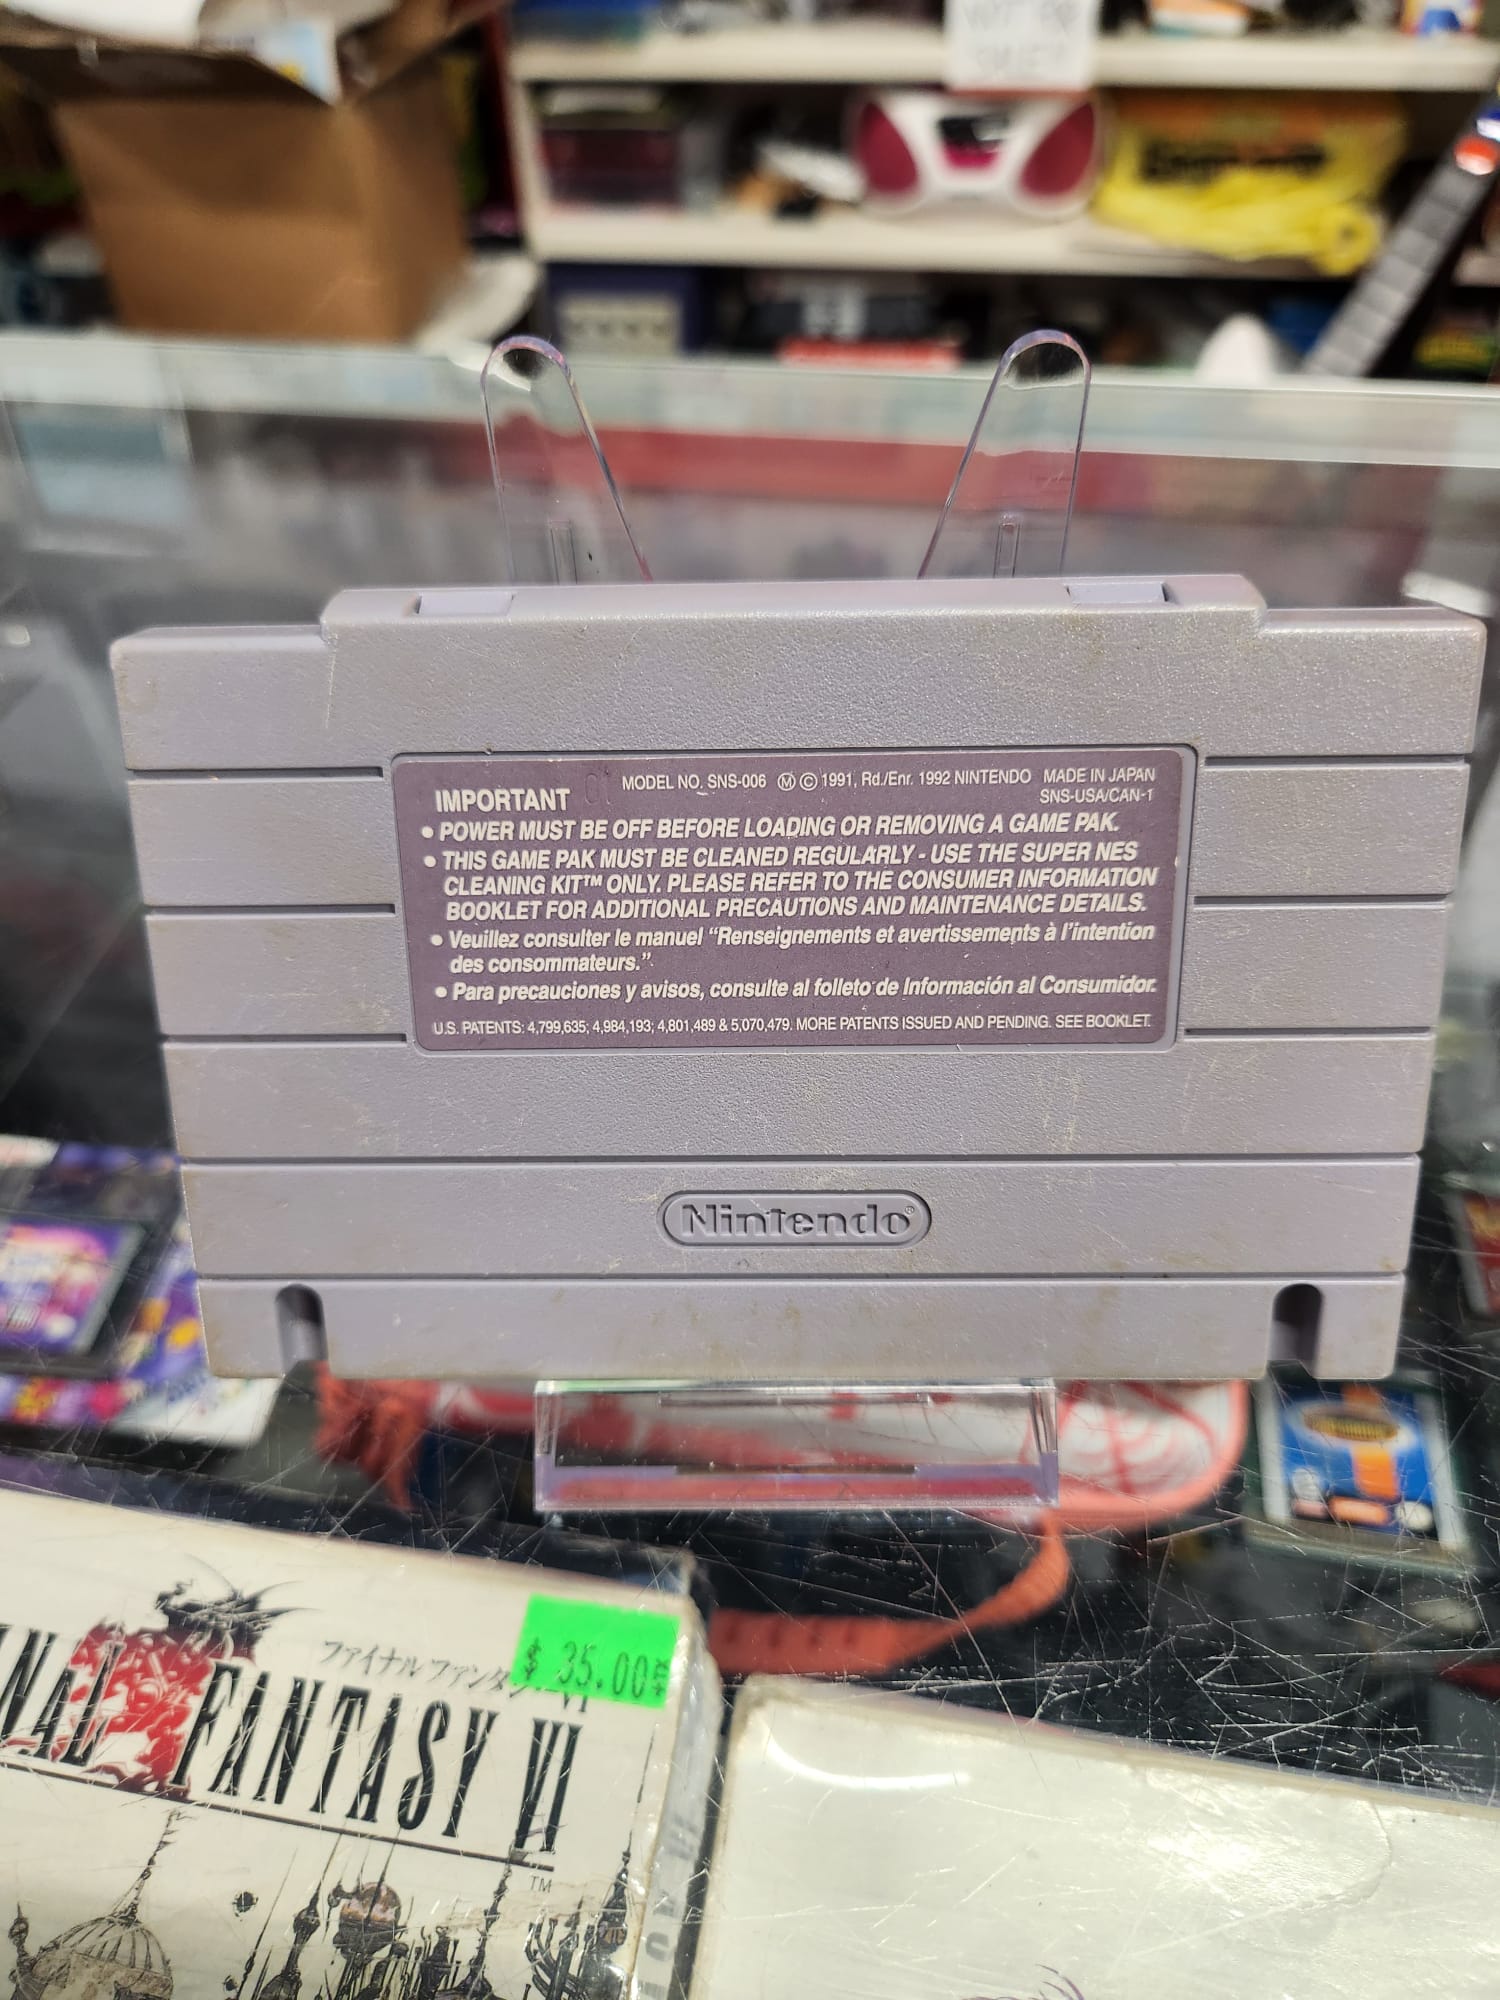 NOT FOR
SALE!!
IMPORTANT
MODEL NO. SNS-006 Ⓜ © 1991, Rd./Enr. 1992 NINTENDO MADE IN JAPAN
SNS-USA/CAN-1
• POWER MUST BE OFF BEFORE LOADING OR REMOVING A GAME PAK.
• THIS GAME PAK MUST BE CLEANED REGULARLY - USE THE SUPER NES
CLEANING KIT™ ONLY. PLEASE REFER TO THE CONSUMER INFORMATION
BOOKLET FOR ADDITIONAL PRECAUTIONS AND MAINTENANCE DETAILS.
• Veuillez consulter le manuel “Renseignements et avertissements à l’intention
des consommateurs.”
• Para precauciones y avisos, consulte al folleto de Información al Consumidor.
U.S. PATENTS: 4,799,635; 4,984,193; 4,801,489 & 5,070,479. MORE PATENTS ISSUED AND PENDING. SEE BOOKLET.
Nintendo®
$ 35.00 +TX
ファイナルファンタ
FANTASY VI
TM